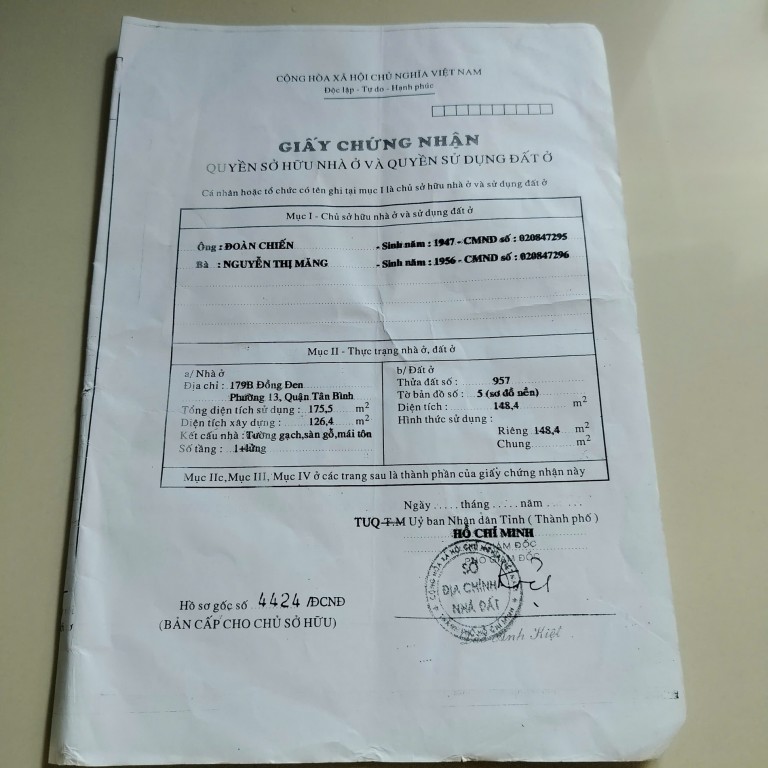 CỘNG HÒA XÃ HỘI CHỦ NGHĨA VIỆT NAM
Độc lập - Tự do - Hạnh phúc
GIẤY CHỨNG NHẬN
QUYỀN SỞ HỮU NHÀ Ở VÀ QUYỀN SỬ DỤNG ĐẤT Ở
Cá nhân hoặc tổ chức có tên ghi tại mục I là chủ sở hữu nhà ở và sử dụng đất ở
Mục I - Chủ sở hữu nhà ở và sử dụng đất ở
Ông : ĐOÀN CHIẾN - Sinh năm : 1947 - CMND số : 020847295
Bà : NGUYỄN THỊ MĂNG - Sinh năm : 1956 - CMND số : 020847296
Mục II - Thực trạng nhà ở, đất ở
a/ Nhà ở
Địa chỉ : 179B Đồng Đen
Phường 13, Quận Tân Bình
Tổng diện tích sử dụng : 175,5 m2
Diện tích xây dựng : 126,4 m2
Kết cấu nhà : Tường gạch,sàn gỗ,mái tôn
Số tầng : 1+lửng
b/ Đất ở
Thửa đất số : 957
Tờ bản đồ số : 5 (sơ đồ nền)
Diện tích : 148,4 m2
Hình thức sử dụng :
Riêng 148,4 m2
Chung m2
Mục IIc,Mục III, Mục IV ở các trang sau là thành phần của giấy chứng nhận này
Ngày ..... tháng ..... năm ......
TUQ T.M Uỷ ban Nhân dân Tỉnh ( Thành phố )
HỒ CHÍ MINH
GIÁM ĐỐC
PHÓ GIÁM ĐỐC
SỞ
ĐỊA CHÍNH
NHÀ ĐẤT
Hồ sơ gốc số 4424 /ĐCNĐ
(BẢN CẤP CHO CHỦ SỞ HỮU)
Kiệt